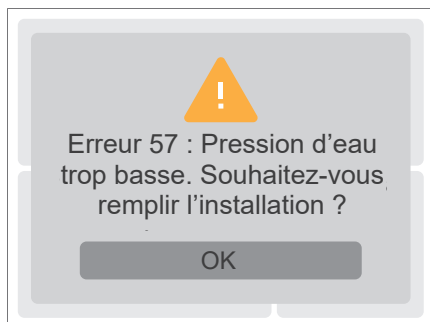 Erreur 57 : Pression d’eau
trop basse. Souhaitez-vous
remplir l’installation ?
OK